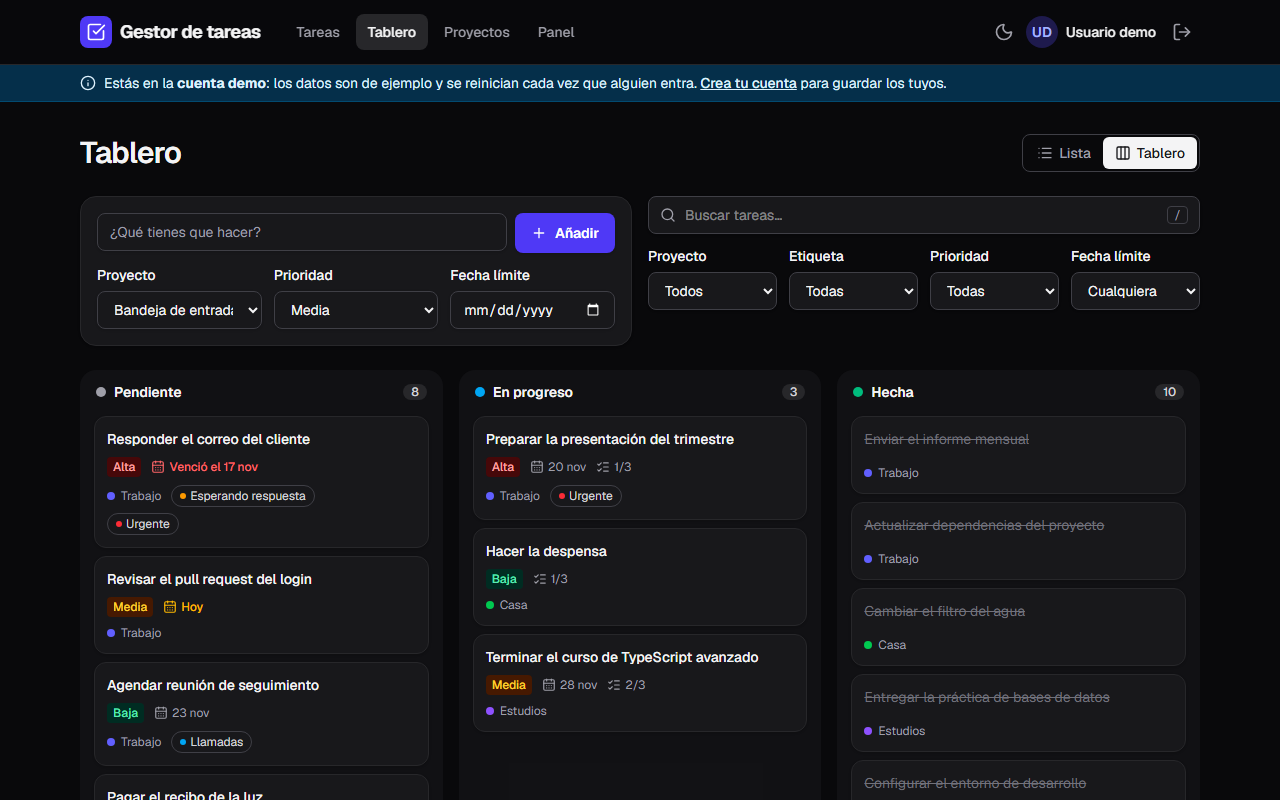 Gestor de tareas
Tareas
Tablero
Proyectos
Panel
UD
Usuario demo
Estás en la cuenta demo: los datos son de ejemplo y se reinician cada vez que alguien entra. Crea tu cuenta para guardar los tuyos.
Tablero
Lista
Tablero
¿Qué tienes que hacer?
Añadir
Proyecto
Prioridad
Fecha límite
Bandeja de entrada
Media
mm/dd/yyyy
Buscar tareas…
/
Proyecto
Etiqueta
Prioridad
Fecha límite
Todos
Todas
Todas
Cualquiera
Pendiente
8
Responder el correo del cliente
Alta
Venció el 17 nov
Trabajo
Esperando respuesta
Urgente
Revisar el pull request del login
Media
Hoy
Trabajo
Agendar reunión de seguimiento
Baja
23 nov
Trabajo
Llamadas
Pagar el recibo de la luz
En progreso
3
Preparar la presentación del trimestre
Alta
20 nov
1/3
Trabajo
Urgente
Hacer la despensa
Baja
1/3
Casa
Terminar el curso de TypeScript avanzado
Media
28 nov
2/3
Estudios
Hecha
10
Enviar el informe mensual
Trabajo
Actualizar dependencias del proyecto
Trabajo
Cambiar el filtro del agua
Casa
Entregar la práctica de bases de datos
Estudios
Configurar el entorno de desarrollo